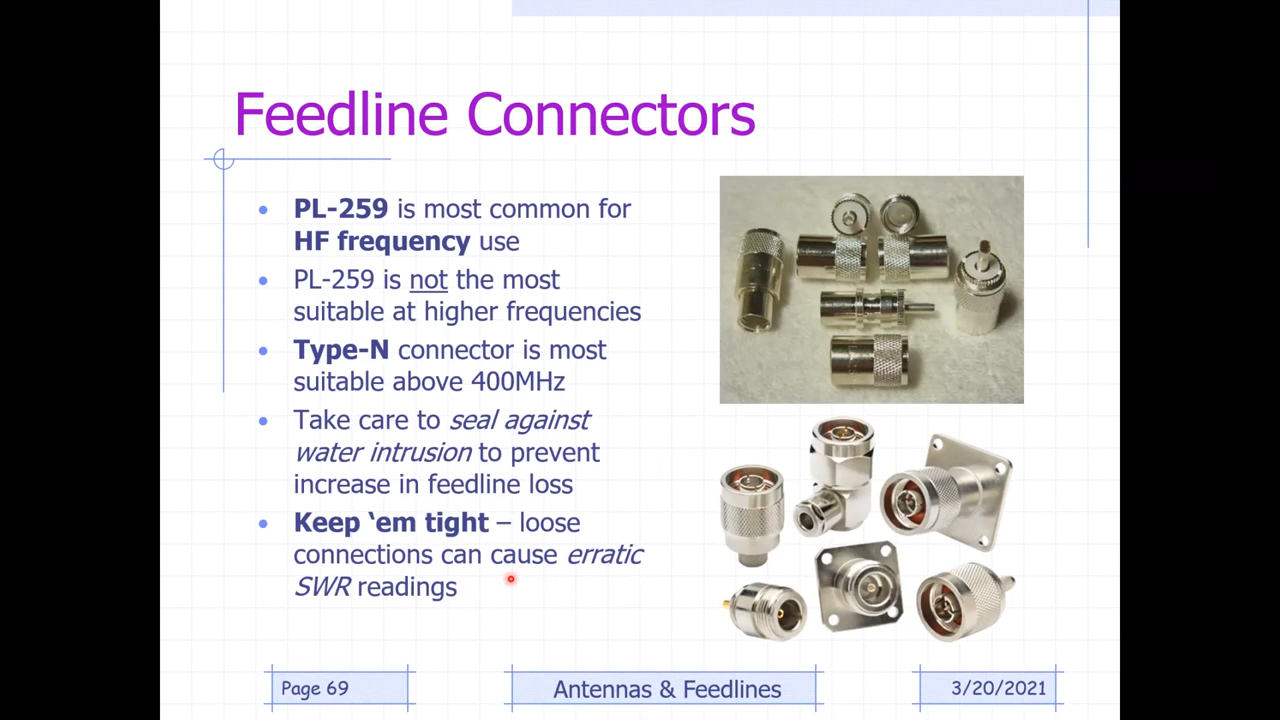 Feedline Connectors
PL-259 is most common for
HF frequency use
PL-259 is not the most
suitable at higher frequencies
Type-N connector is most
suitable above 400MHz
Take care to seal against
water intrusion to prevent
increase in feedline loss
Keep ‘em tight – loose
connections can cause erratic
SWR readings
Page 69
Antennas & Feedlines
3/20/2021